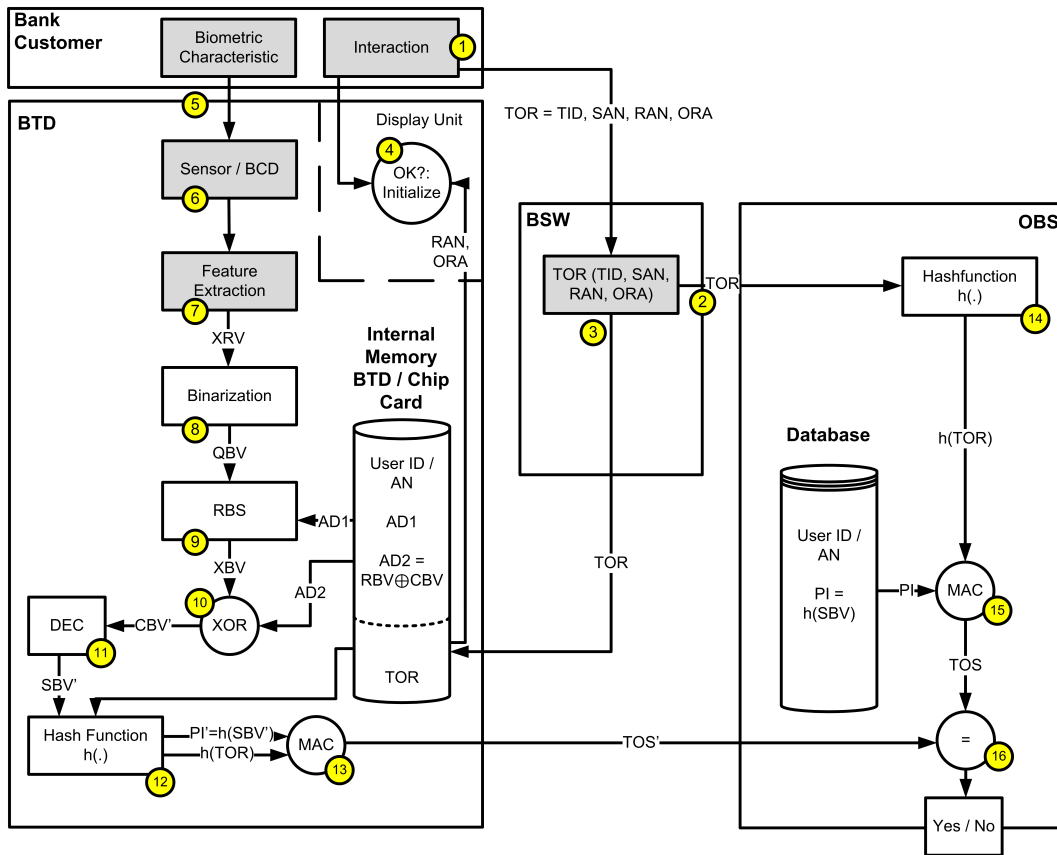 Bank
Customer
Biometric
Characteristic
Interaction
1
5
BTD
Display Unit
4
OK?:
Initialize
TOR = TID, SAN, RAN, ORA
Sensor / BCD
6
RAN,
ORA
BSW
OBS
Feature
Extraction
7
TOR (TID, SAN,
RAN, ORA)
2
TOR
3
Hashfunction
h(.)
14
XRV
Internal
Memory
BTD / Chip
Card
Binarization
8
QBV
User ID /
AN
AD1
AD2 =
RBV⊕CBV
TOR
RBS
9
AD1
XBV
AD2
10
XOR
CBV'
DEC
11
SBV'
TOR
Hash Function
h(.)
12
PI'=h(SBV')
h(TOR)
MAC
13
TOS'
h(TOR)
Database
User ID /
AN
PI =
h(SBV)
PI
MAC
15
TOS
=
16
Yes / No